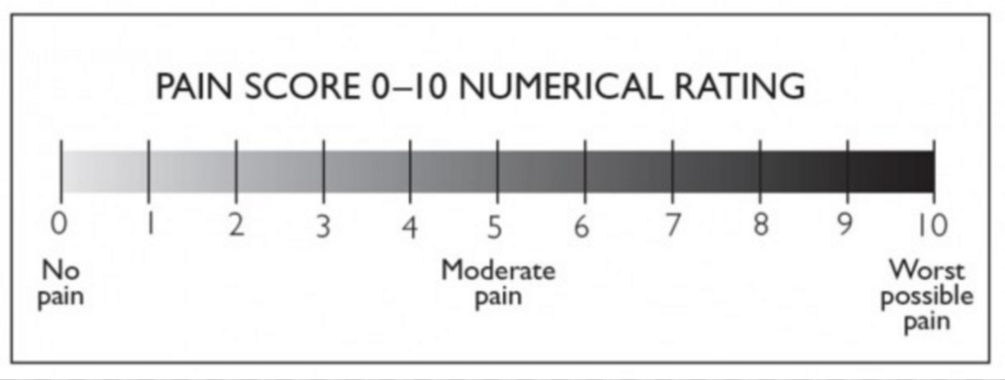 PAIN SCORE 0–10 NUMERICAL RATING
0 1 2 3 4 5 6 7 8 9 10
No Moderate Worst
pain pain possible
pain